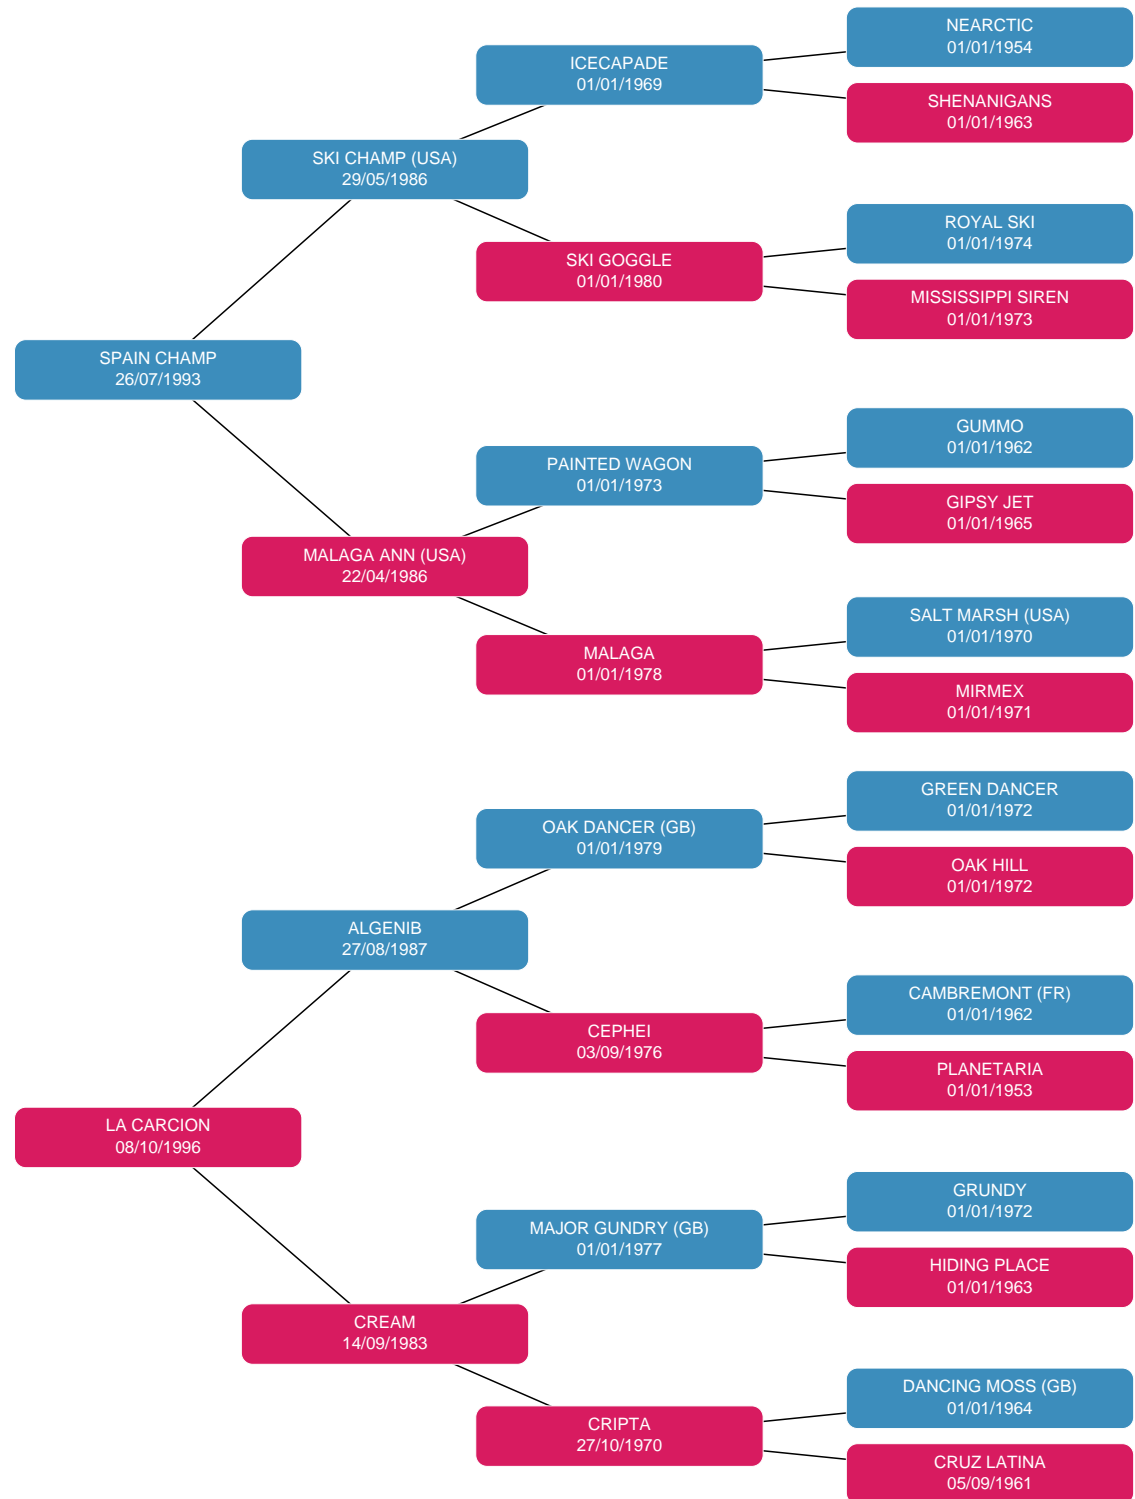 NEARCTIC
01/01/1954
ICECAPADE
01/01/1969
SHENANIGANS
01/01/1963
SKI CHAMP (USA)
29/05/1986
ROYAL SKI
01/01/1974
SKI GOGGLE
01/01/1980
MISSISSIPPI SIREN
01/01/1973
SPAIN CHAMP
26/07/1993
GUMMO
01/01/1962
PAINTED WAGON
01/01/1973
GIPSY JET
01/01/1965
MALAGA ANN (USA)
22/04/1986
SALT MARSH (USA)
01/01/1970
MALAGA
01/01/1978
MIRMEX
01/01/1971
GREEN DANCER
01/01/1972
OAK DANCER (GB)
01/01/1979
OAK HILL
01/01/1972
ALGENIB
27/08/1987
CAMBREMONT (FR)
01/01/1962
CEPHEI
03/09/1976
PLANETARIA
01/01/1953
LA CARCION
08/10/1996
GRUNDY
01/01/1972
MAJOR GUNDRY (GB)
01/01/1977
HIDING PLACE
01/01/1963
CREAM
14/09/1983
DANCING MOSS (GB)
01/01/1964
CRIPTA
27/10/1970
CRUZ LATINA
05/09/1961